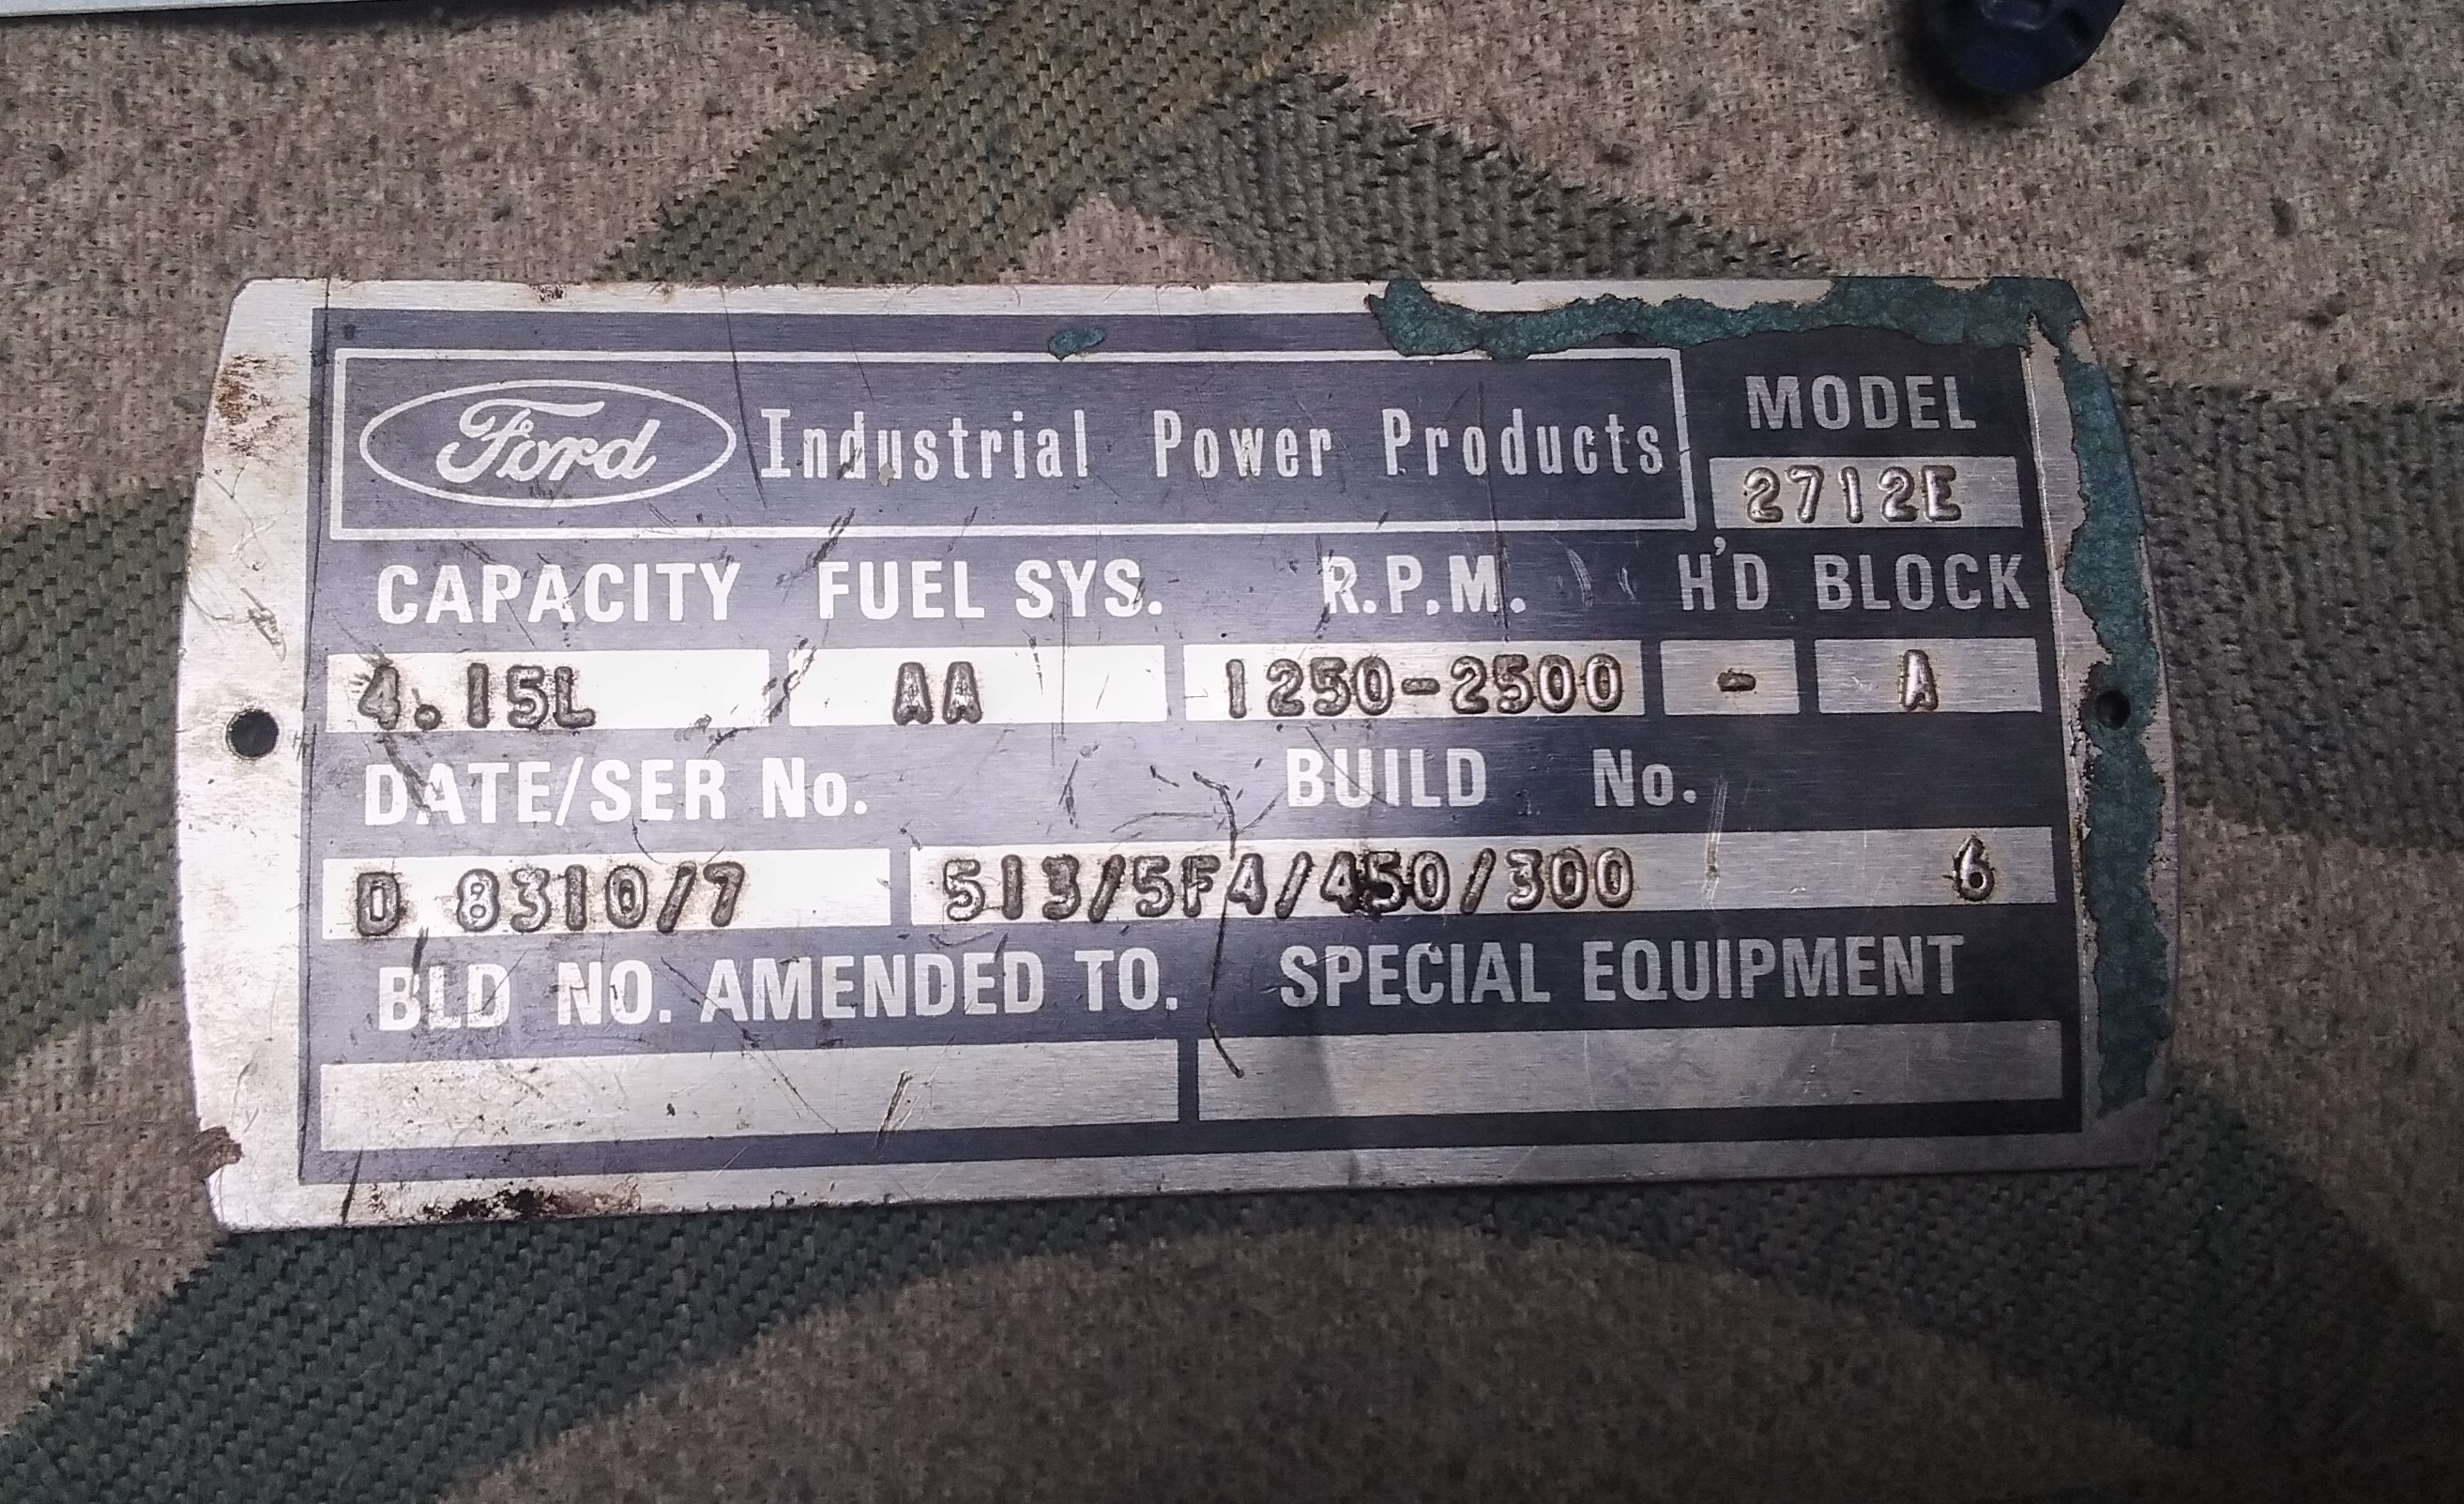 Ford Industrial Power Products MODEL
2712E
CAPACITY FUEL SYS. R.P.M. H'D BLOCK
4.15L AA 1250-2500 - A
DATE/SER No. BUILD No.
D 8310/7 513/5F4/450/300 6
BLD NO. AMENDED TO. SPECIAL EQUIPMENT